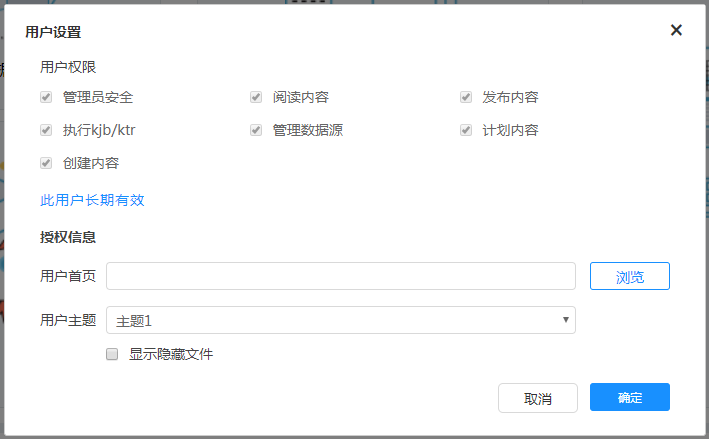 用户设置
用户权限
管理员安全 阅读内容 发布内容
执行kjb/ktr 管理数据源 计划内容
创建内容
此用户长期有效
授权信息
用户首页 浏览
用户主题 主题1
显示隐藏文件
取消 确定